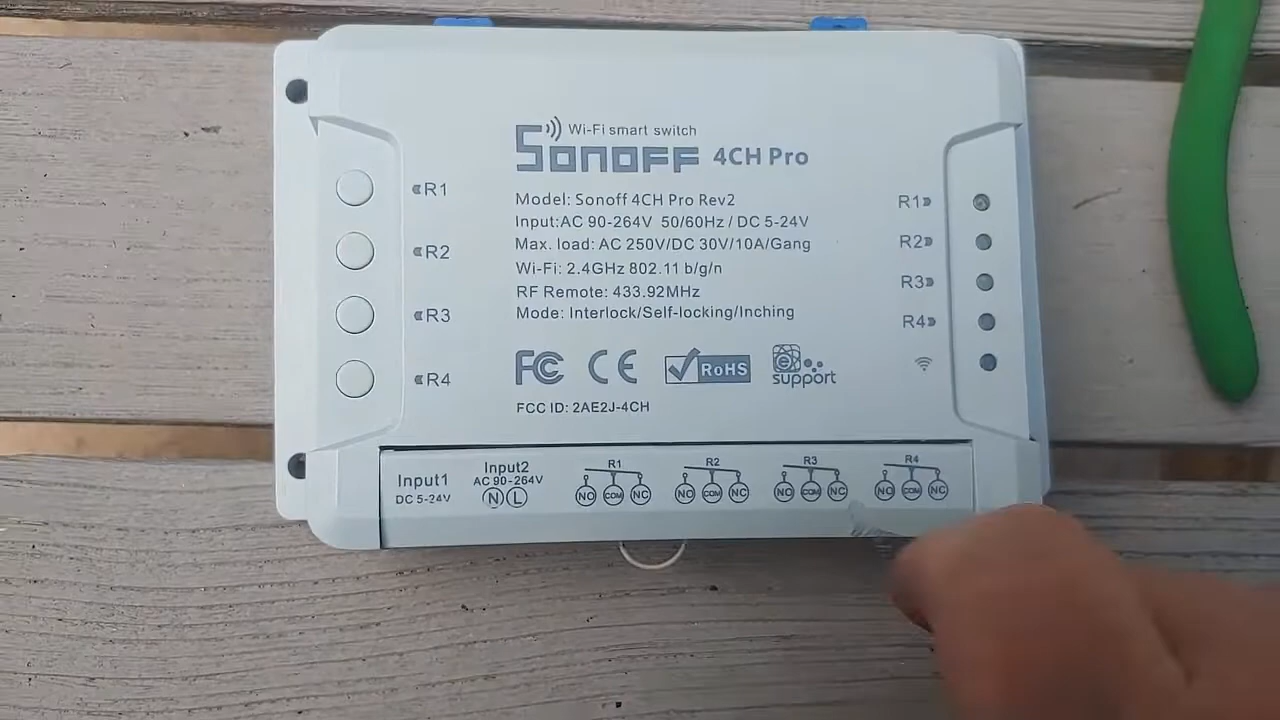 Wi-Fi smart switch
SONOFF 4CH Pro
Model: Sonoff 4CH Pro Rev2
Input:AC 90-264V 50/60Hz / DC 5-24V
Max. load: AC 250V/DC 30V/10A/Gang
Wi-Fi: 2.4GHz 802.11 b/g/n
RF Remote: 433.92MHz
Mode: Interlock/Self-locking/Inching
FC CE RoHS e support
FCC ID: 2AE2J-4CH
R1
R2
R3
R4
R1
R2
R3
R4
Input1
DC 5-24V
Input2
AC 90-264V
N L
R1
NO COM NC
R2
NO COM NC
R3
NO COM NC
R4
NO COM NC